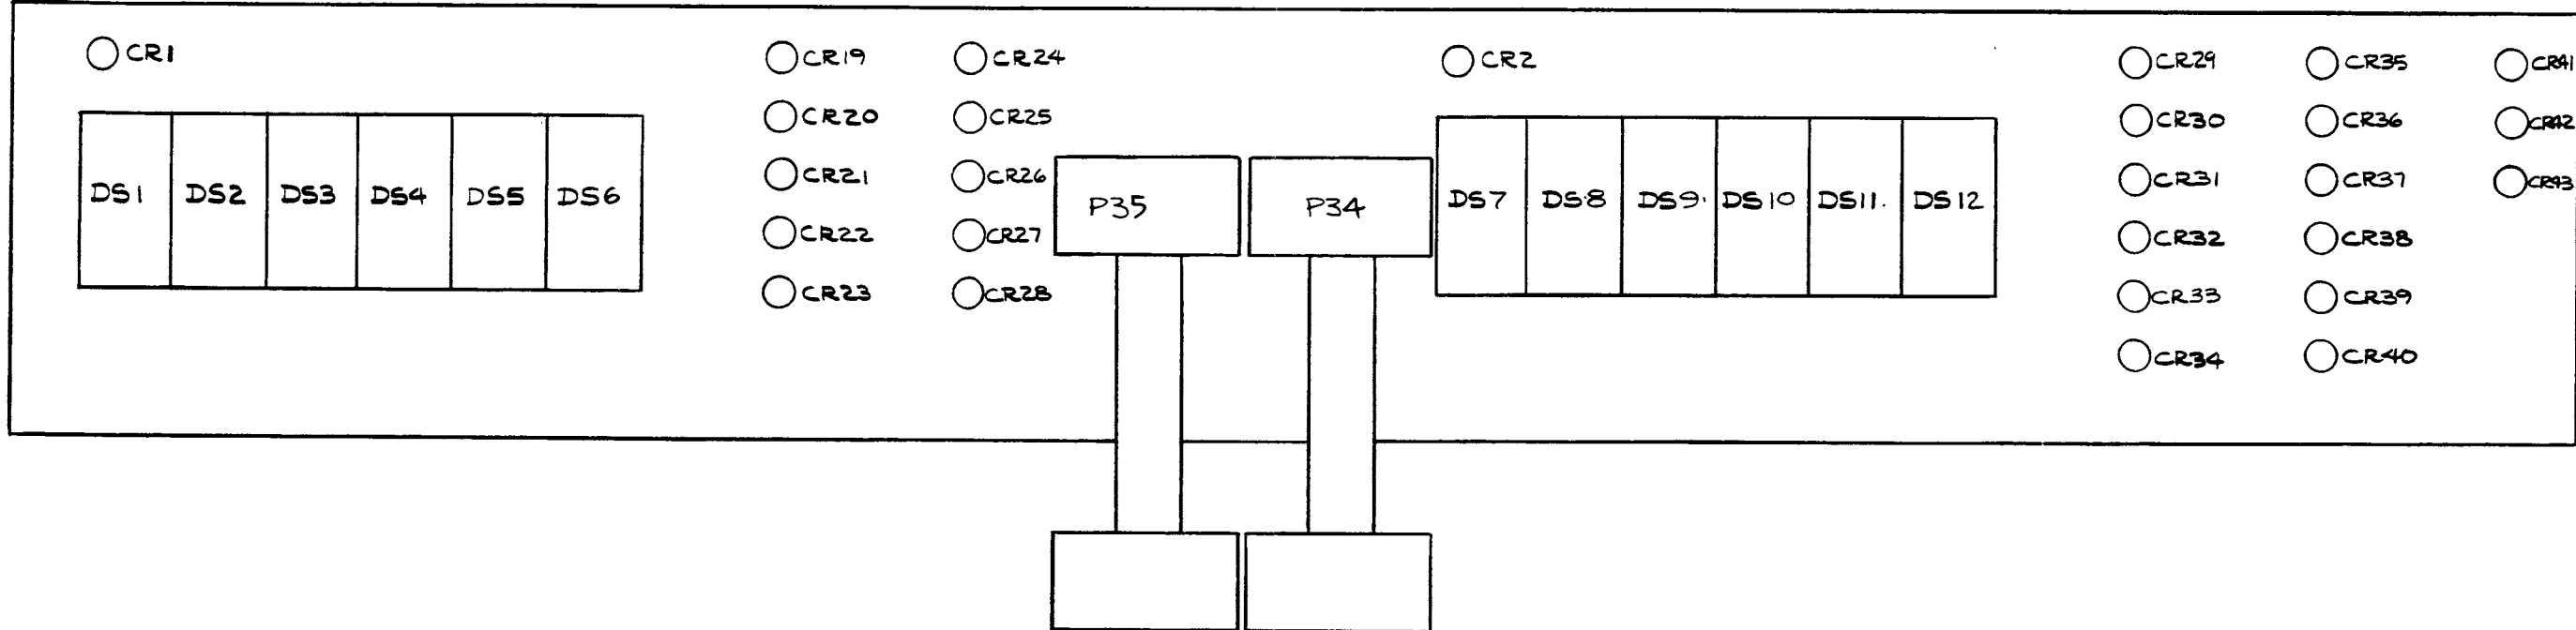 CR1 CR19 CR24 CR2 CR29 CR35 CR41
CR20 CR25 CR30 CR36 CR42
CR21 CR26 CR31 CR37 CR43
DS1 DS2 DS3 DS4 DS5 DS6 P35 P34 DS7 DS8 DS9 DS10 DS11 DS12
CR22 CR27 CR32 CR38
CR23 CR28 CR33 CR39
CR34 CR40